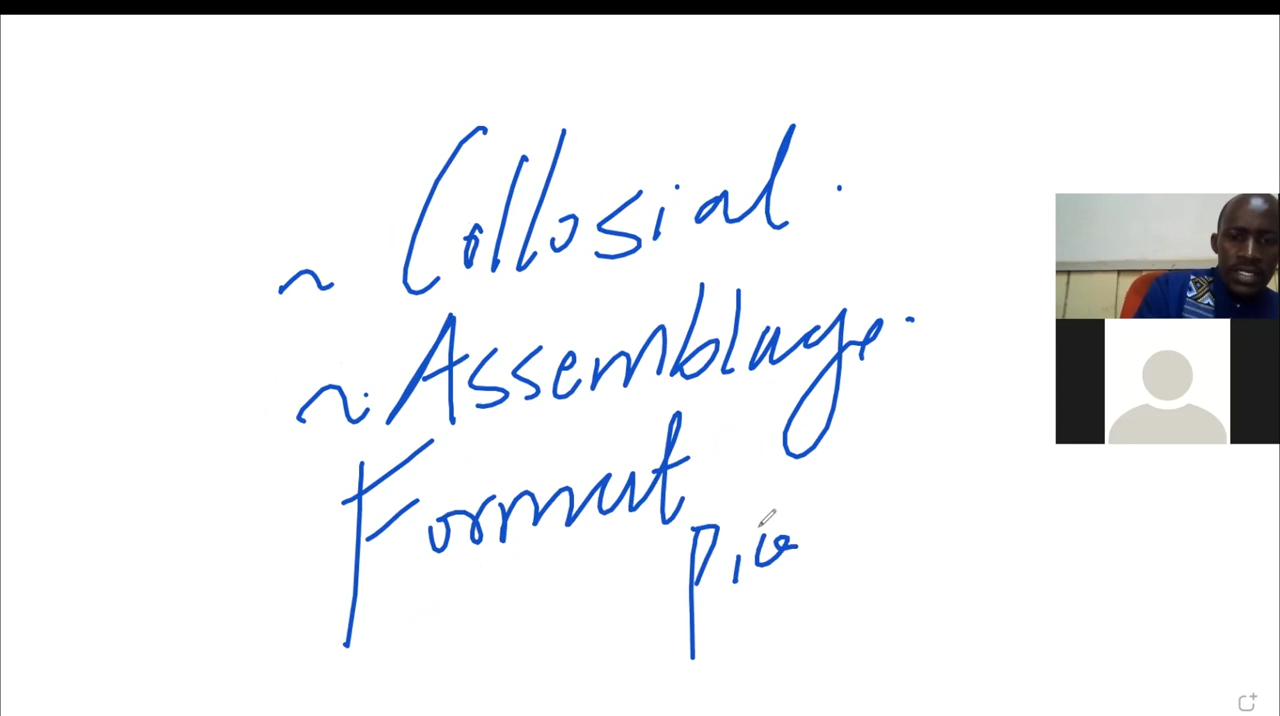 ~ Collosial.
~ Assemblage.
Format